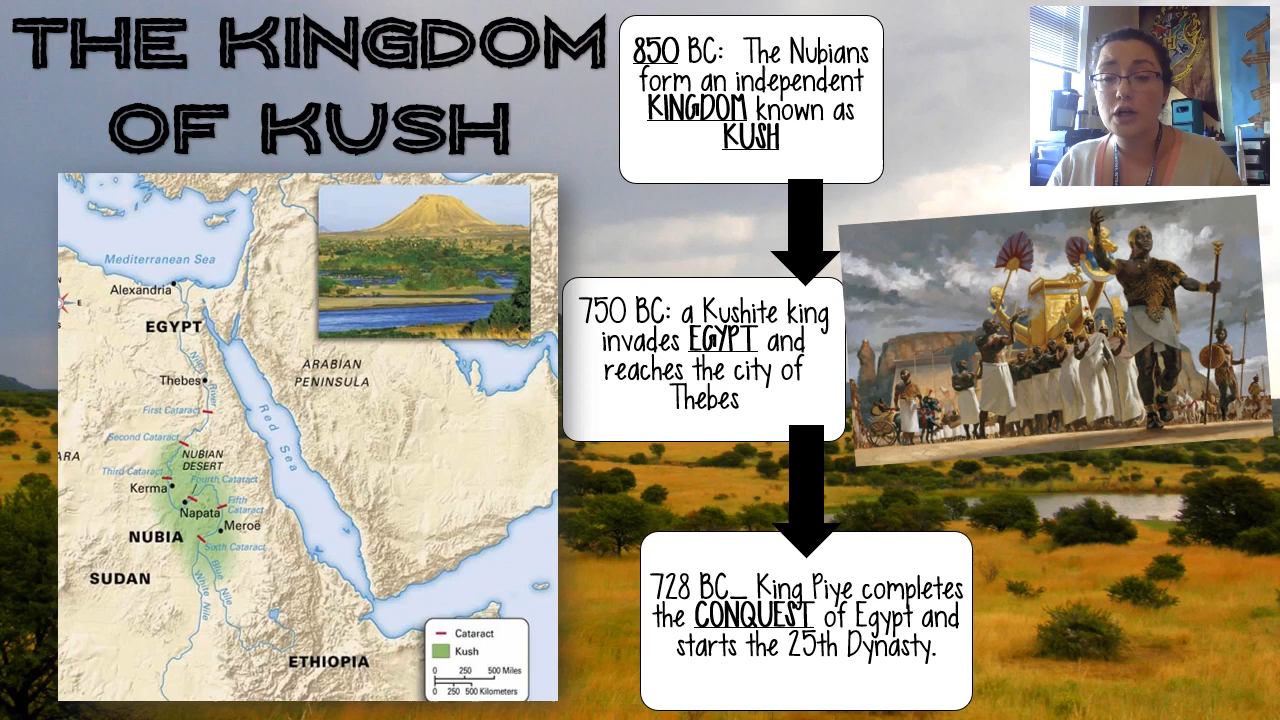 THE KINGDOM
OF KUSH
850 BC: The Nubians
form an independent
KINGDOM known as
KUSH
750 BC: a Kushite king
invades EGYPT and
reaches the city of
Thebes
728 BC_ King Piye completes
the CONQUEST of Egypt and
starts the 25th Dynasty.
Mediterranean Sea
Alexandria
N
E
S
EGYPT
Nile River
ARABIAN
PENINSULA
Thebes
First Cataract
Red Sea
Second Cataract
ARA
NUBIAN
DESERT
Third Cataract
Fourth Cataract
Kerma
Fifth
Cataract
Napata
Meroë
NUBIA
Sixth Cataract
SUDAN
White Nile
Blue Nile
ETHIOPIA
Cataract
Kush
0 250 500 Miles
0 250 500 Kilometers